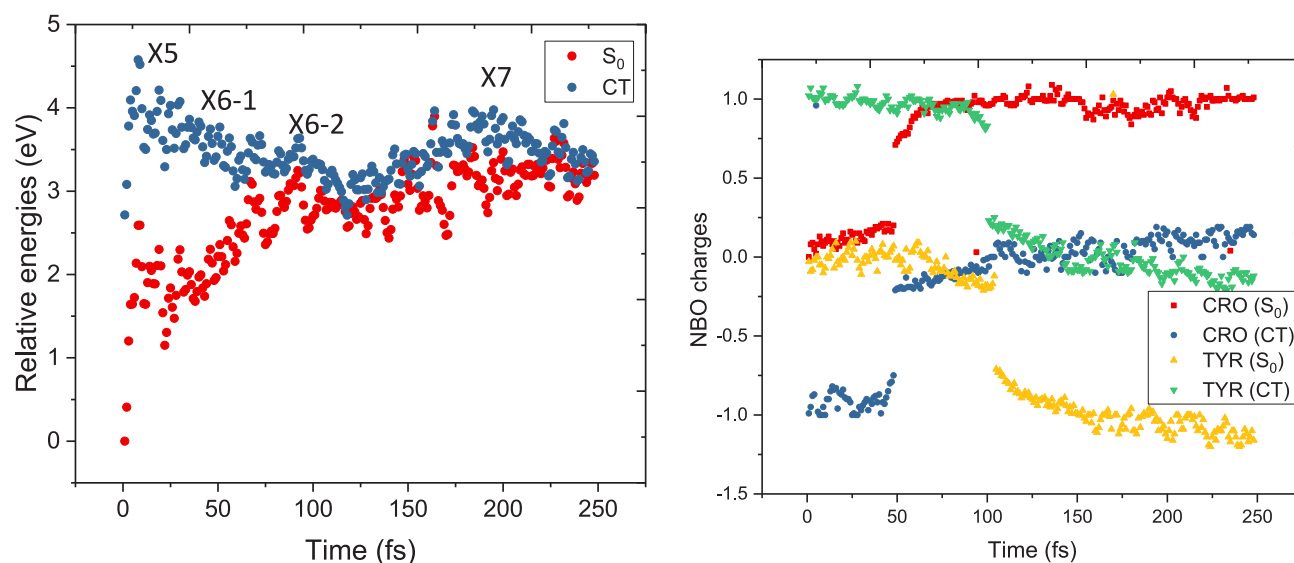 5
4
3
2
1
0
Relative energies (eV)
X5
X6-1
X6-2
X7
S₀
CT
0
50
100
150
200
250
Time (fs)
1.0
0.5
0.0
-0.5
-1.0
-1.5
NBO charges
CRO (S₀)
CRO (CT)
TYR (S₀)
TYR (CT)
0
50
100
150
200
250
Time (fs)